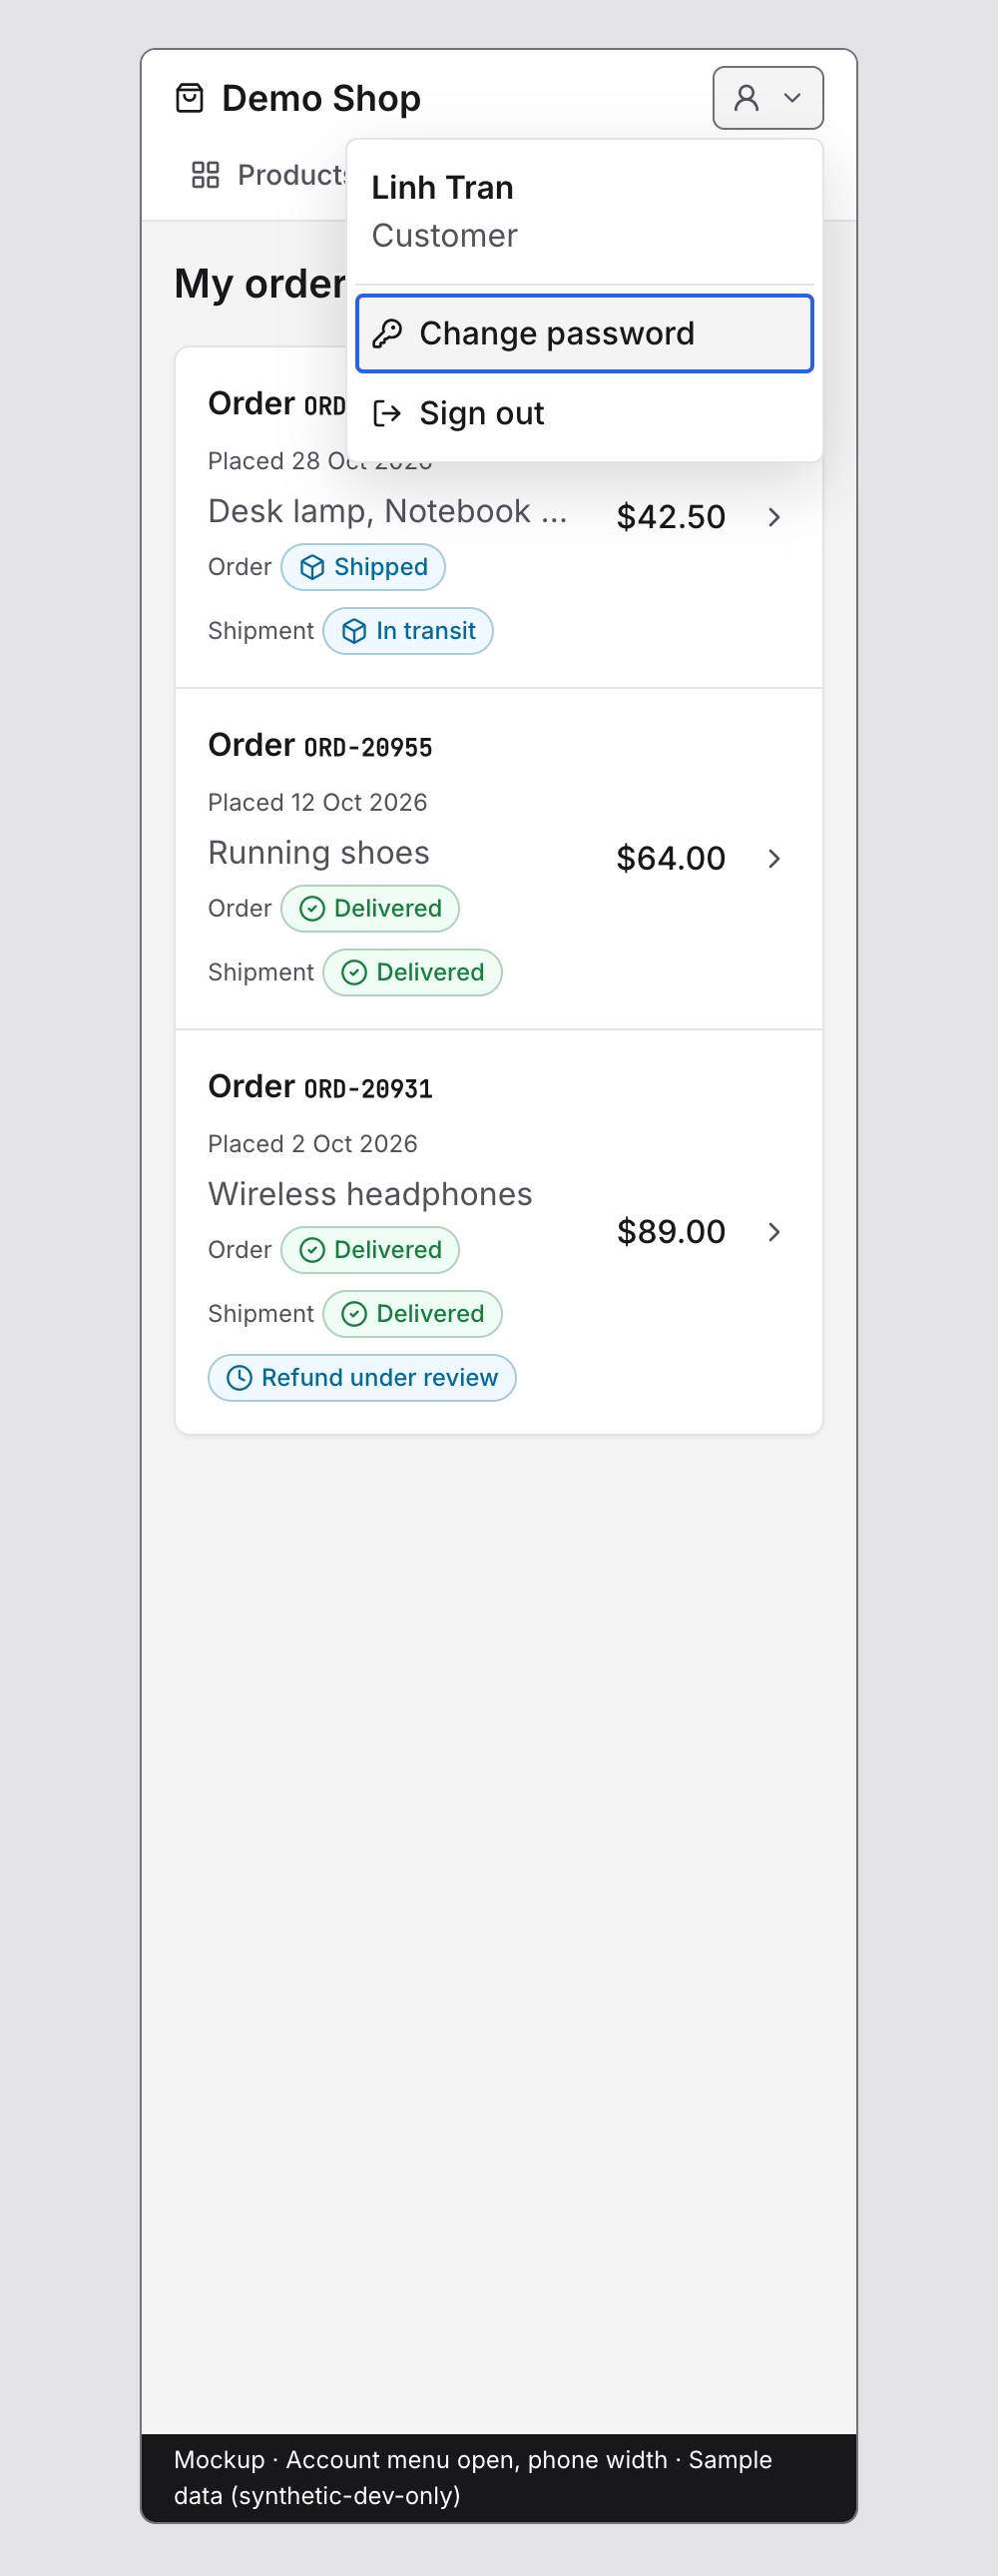 Demo Shop
Products
Linh Tran
Customer
My order
Change password
Sign out
Order ORD
Placed 28 Oct 2026
Desk lamp, Notebook ...
$42.50
Order Shipped
Shipment In transit
Order ORD-20955
Placed 12 Oct 2026
Running shoes
$64.00
Order Delivered
Shipment Delivered
Order ORD-20931
Placed 2 Oct 2026
Wireless headphones
$89.00
Order Delivered
Shipment Delivered
Refund under review
Mockup · Account menu open, phone width · Sample
data (synthetic-dev-only)